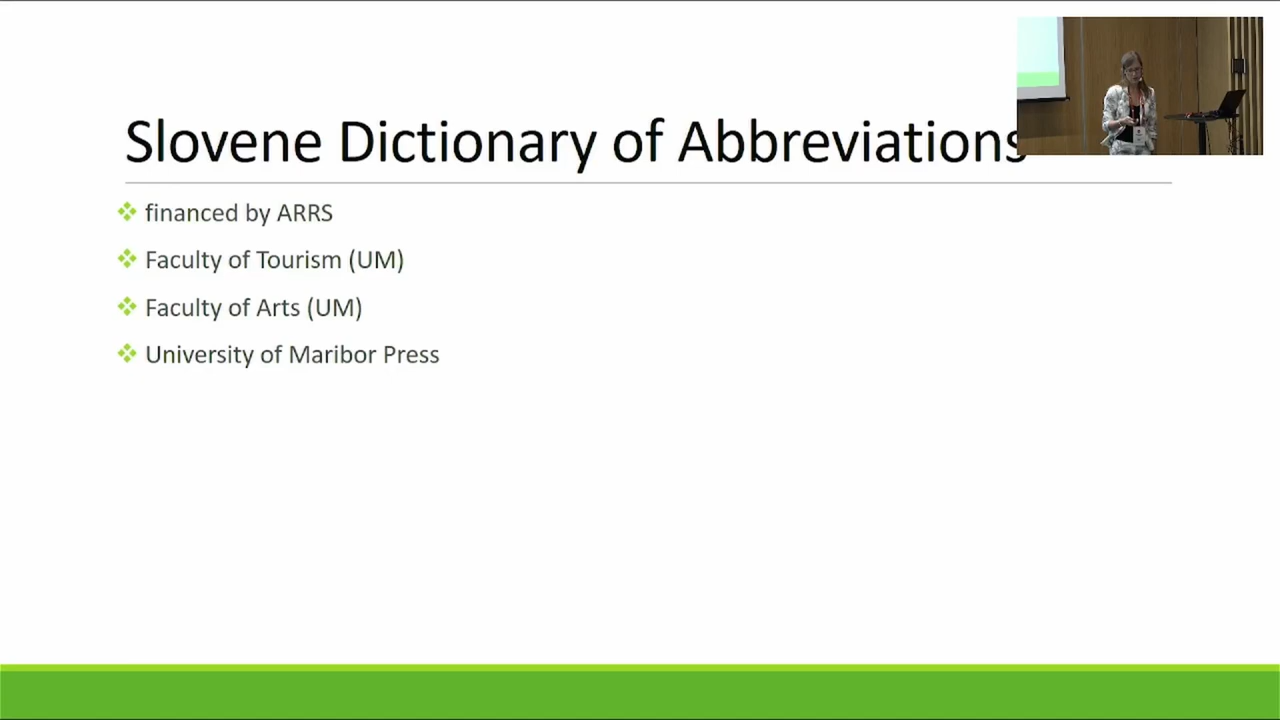 Slovene Dictionary of Abbreviations
financed by ARRS
Faculty of Tourism (UM)
Faculty of Arts (UM)
University of Maribor Press